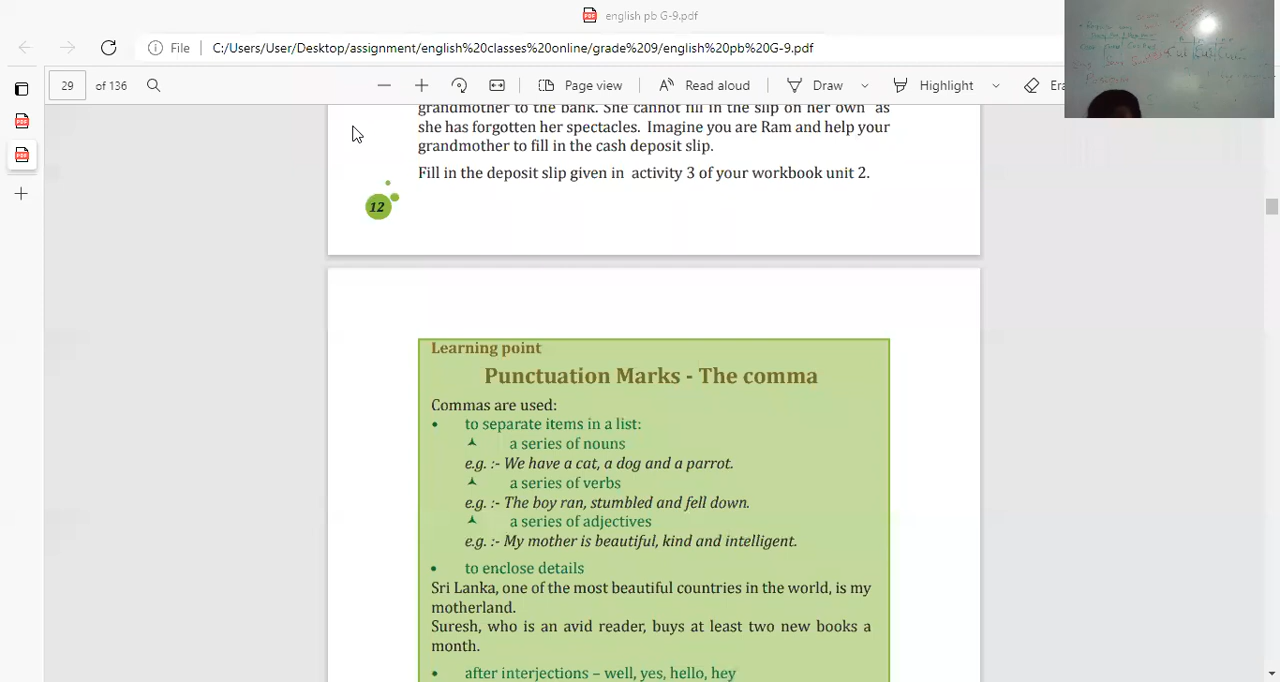 english pb G-9.pdf
File C:/Users/User/Desktop/assignment/english%20classes%20online/grade%209/english%20pb%20G-9.pdf
29 of 136 Page view Read aloud Draw Highlight Era
grandmother to the bank. She cannot fill in the slip on her own as
she has forgotten her spectacles. Imagine you are Ram and help your
grandmother to fill in the cash deposit slip.
Fill in the deposit slip given in activity 3 of your workbook unit 2.
12
Learning point
Punctuation Marks - The comma
Commas are used:
• to separate items in a list:
a series of nouns
e.g. :- We have a cat, a dog and a parrot.
a series of verbs
e.g. :- The boy ran, stumbled and fell down.
a series of adjectives
e.g. :- My mother is beautiful, kind and intelligent.
• to enclose details
Sri Lanka, one of the most beautiful countries in the world, is my
motherland.
Suresh, who is an avid reader, buys at least two new books a
month.
• after interjections – well, yes, hello, hey